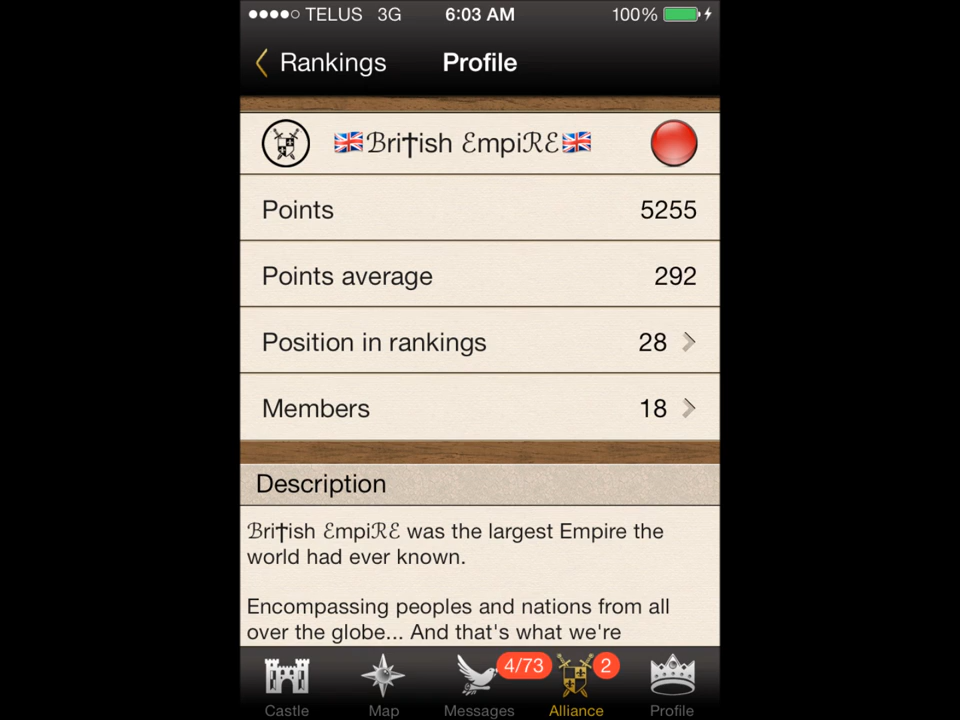 TELUS 3G 6:03 AM 100%
Rankings Profile
🇬🇧ℬri†ish ℰmpiℛℰ🇬🇧
Points 5255
Points average 292
Position in rankings 28
Members 18
Description
ℬri†ish ℰmpiℛℰ was the largest Empire the
world had ever known.
Encompassing peoples and nations from all
over the globe... And that's what we're
4/73 2
Castle Map Messages Alliance Profile